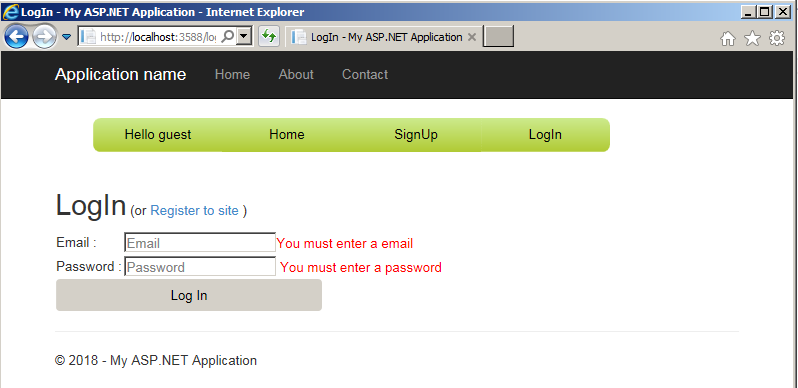 LogIn - My ASP.NET Application - Internet Explorer
http://localhost:3588/lo
LogIn - My ASP.NET Application
Application name Home About Contact
Hello guest Home SignUp LogIn
LogIn (or Register to site )
Email : Email You must enter a email
Password : Password You must enter a password
Log In
© 2018 - My ASP.NET Application